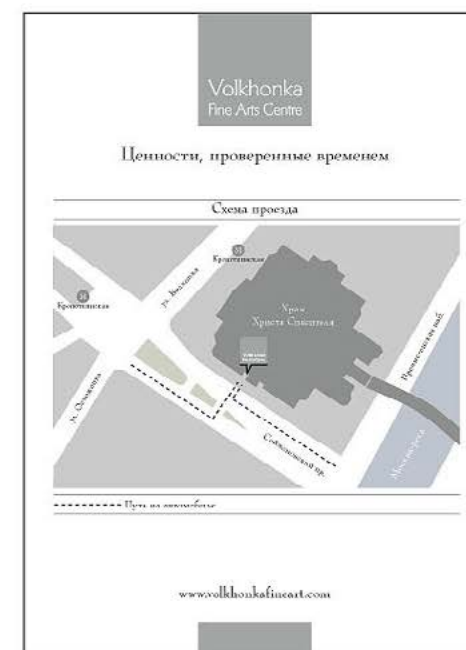 Volkhonka
Fine Arts Centre
Ценности, проверенные временем
Схема проезда
М
Кропоткинская
М
Кропоткинская
ул. Волхонка
Храм
Христа Спасителя
Пречистенская наб.
ул. Остоженка
Соймоновский пр.
Москва-река
Путь на автомобиле
www.volkhonkafineart.com